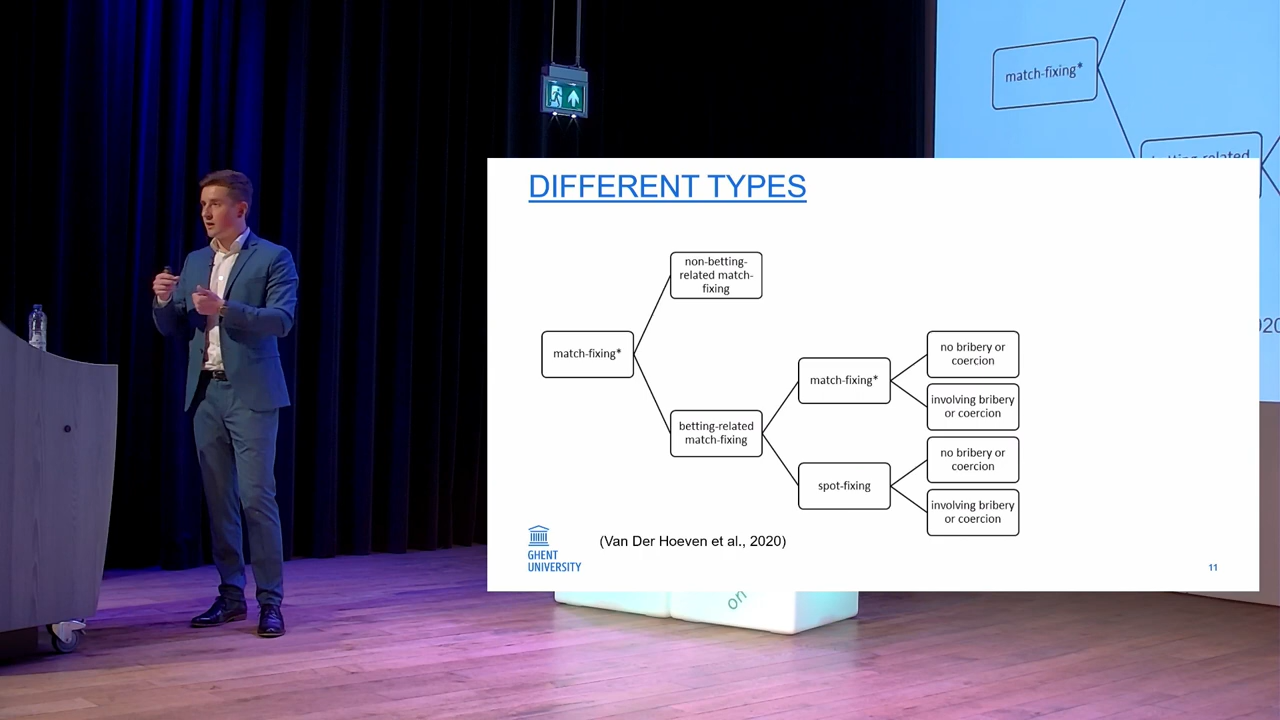 match-fixing*
betting-related
DIFFERENT TYPES
non-betting-
related match-
fixing
match-fixing*
betting-related
match-fixing
match-fixing*
spot-fixing
no bribery or
coercion
involving bribery
or coercion
no bribery or
coercion
involving bribery
or coercion
(Van Der Hoeven et al., 2020)
GHENT
UNIVERSITY
11
on